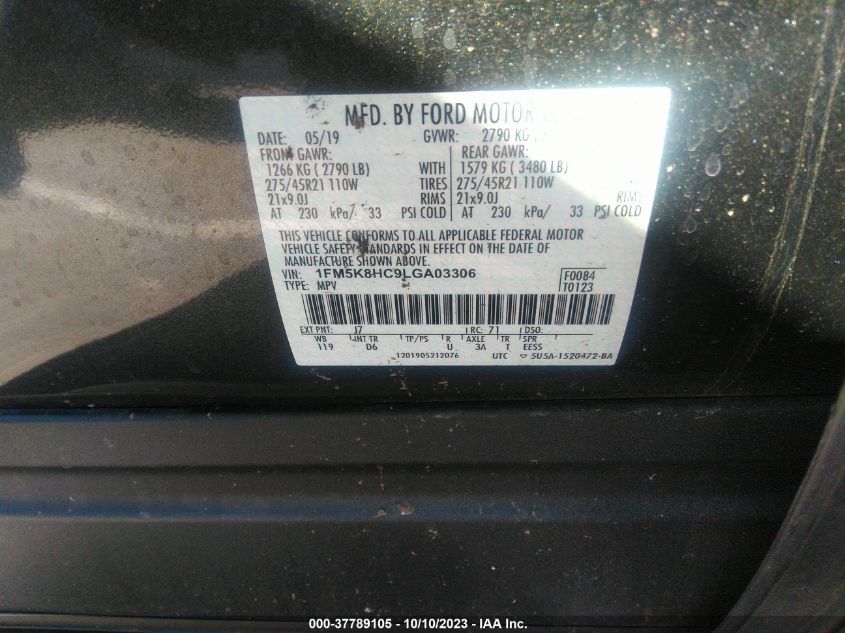 MFD. BY FORD MOTOR
DATE: 05/19 GVWR: 2790 KG
FRONT GAWR: REAR GAWR:
1266 KG ( 2790 LB) WITH 1579 KG ( 3480 LB)
275/45R21 110W TIRES 275/45R21 110W
21x9.0J RIMS 21x9.0J RIMS
AT 230 kPa/ 33 PSI COLD AT 230 kPa/ 33 PSI COLD
THIS VEHICLE CONFORMS TO ALL APPLICABLE FEDERAL MOTOR
VEHICLE SAFETY STANDARDS IN EFFECT ON THE DATE OF
MANUFACTURE SHOWN ABOVE.
VIN: 1FM5K8HC9LGA03306 F0084
TYPE: MPV T0123
EXT PNT: J7 RC: 71 DSO:
WB INT TR TP/PS R AXLE TR SPR
119 D6 U 3A T EESS
1201905212076 UTC 5USA-1520472-BA
000-37789105 - 10/10/2023 - IAA Inc.